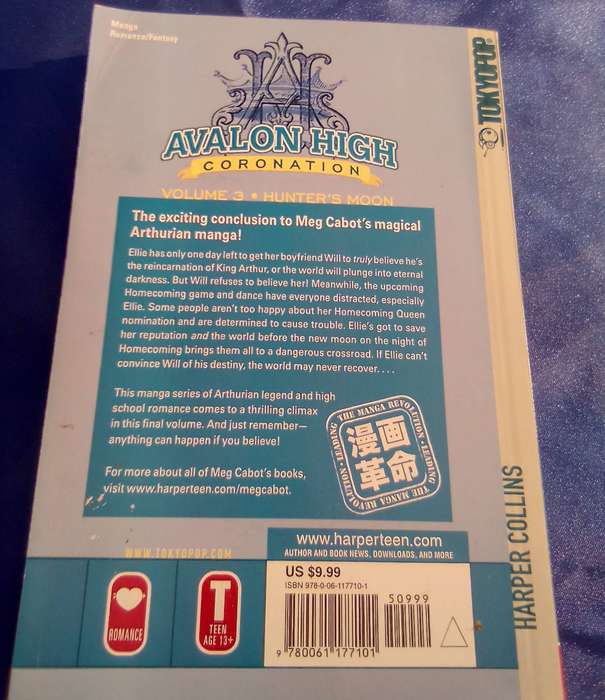 Manga
Romance/Fantasy
TOKYOPOP
AVALON HIGH
CORONATION
VOLUME 3 • HUNTER'S MOON
The exciting conclusion to Meg Cabot's magical
Arthurian manga!
Ellie has only one day left to get her boyfriend Will to truly believe he's
the reincarnation of King Arthur, or the world will plunge into eternal
darkness. But Will refuses to believe her! Meanwhile, the upcoming
Homecoming game and dance have everyone distracted, especially
Ellie. Some people aren't too happy about her Homecoming Queen
nomination and are determined to cause trouble. Ellie's got to save
her reputation and the world before the new moon on the night of
Homecoming brings them all to a dangerous crossroad. If Ellie can't
convince Will of his destiny, the world may never recover. . . .
This manga series of Arthurian legend and high
school romance comes to a thrilling climax
in this final volume. And just remember—
anything can happen if you believe!
For more about all of Meg Cabot's books,
visit www.harperteen.com/megcabot.
LEADING • THE MANGA REVOLUTION • LEADING THE MANGA REVOLUTION •
漫画
革命
www.harperteen.com
AUTHOR AND BOOK NEWS, DOWNLOADS, AND MORE
WWW.TOKYOPOP.COM
HARPER COLLINS
US $9.99
ISBN 978-0-06-117710-1
50999
9 780061 177101
ROMANCE
T
TEEN
AGE 13+